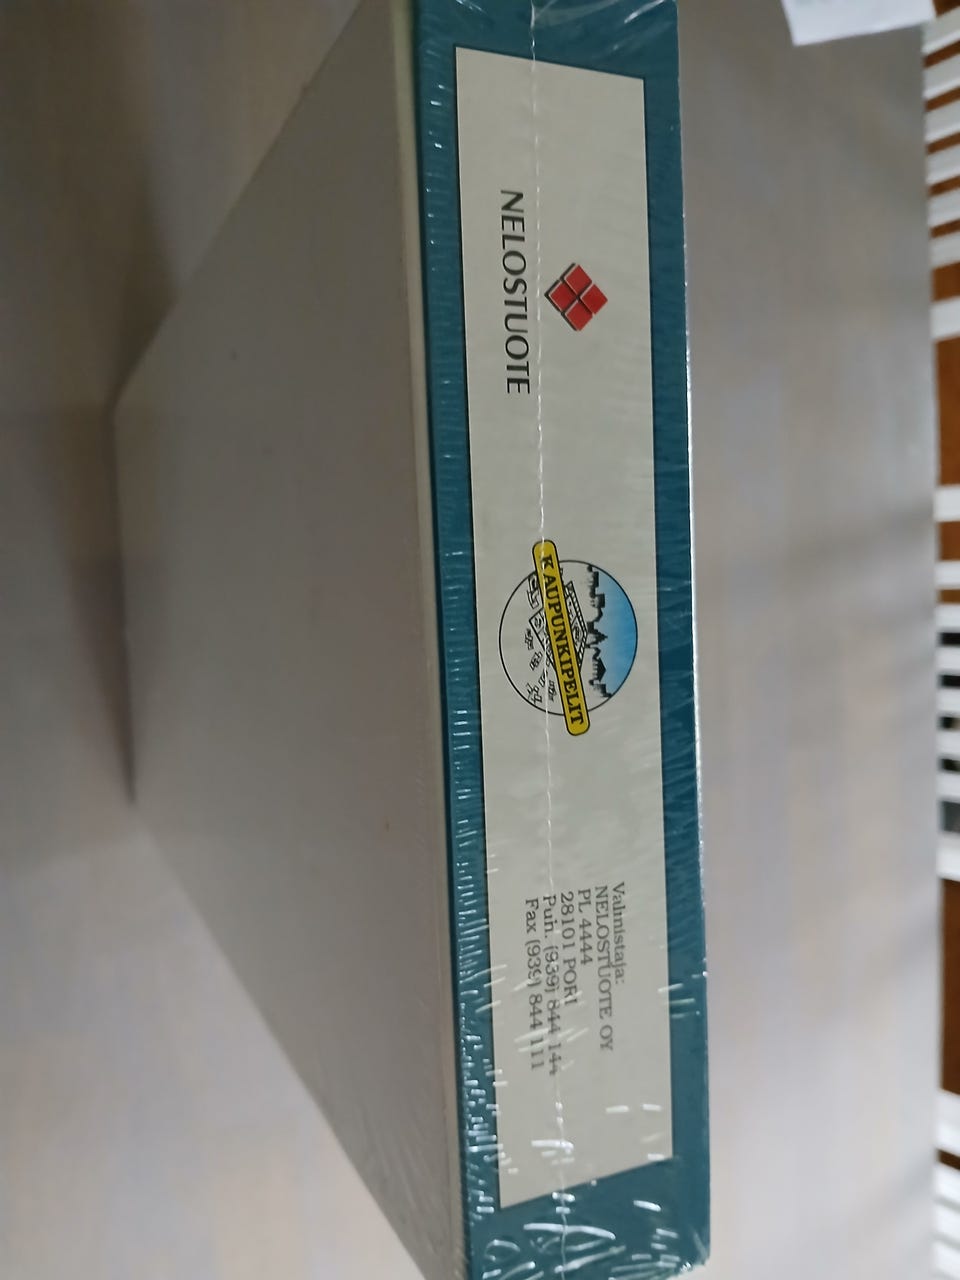 NELOSTUOTE
KAUPUNKIPELIT
Valmistaja:
NELOSTUOTE OY
PL 4444
28101 PORI
Puh. (939) 844 144
Fax (939) 844 111